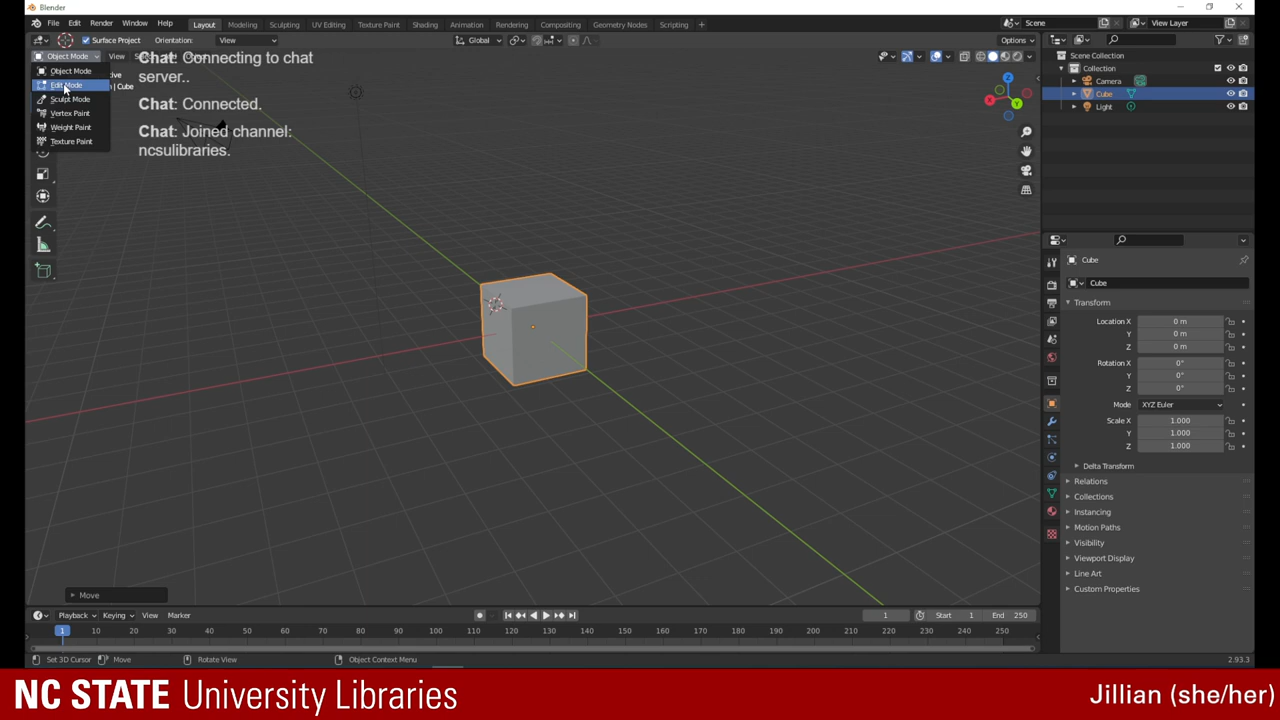 Blender
File Edit Render Window Help Layout Modeling Sculpting UV Editing Texture Paint Shading Animation Rendering Compositing Geometry Nodes Scripting + Scene View Layer
Surface Project Orientation: View Global Options
Object Mode View
Chat: Connecting to chat
server..
Chat: Connected.
Chat: Joined channel:
ncsulibraries.
Object Mode
Edit Mode
Sculpt Mode
Vertex Paint
Weight Paint
Texture Paint
| Cube
X
Y
Z
Scene Collection
Collection
Camera
Cube
Light
Cube
Cube
Transform
Location X 0 m
Y 0 m
Z 0 m
Rotation X 0°
Y 0°
Z 0°
Mode XYZ Euler
Scale X 1.000
Y 1.000
Z 1.000
Delta Transform
Relations
Collections
Instancing
Motion Paths
Visibility
Viewport Display
Line Art
Custom Properties
Move
Playback Keying View Marker 1 Start 1 End 250
1 10 20 30 40 50 60 70 80 90 100 110 120 130 140 150 160 170 180 190 200 210 220 230 240 250
Set 3D Cursor Move Rotate View Object Context Menu 2.93.3
NC STATE University Libraries
Jillian (she/her)